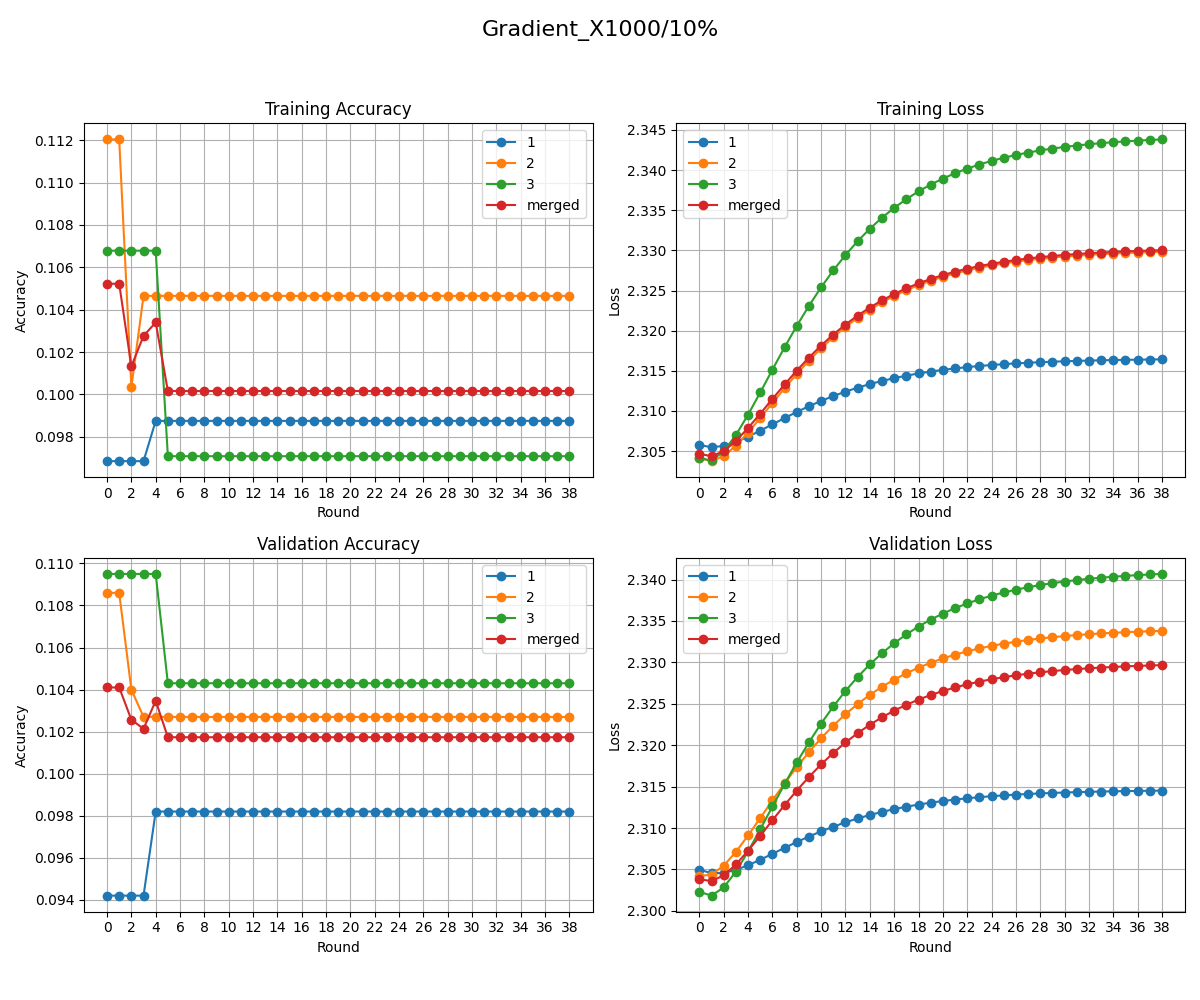 Gradient_X1000/10%
Training Accuracy
Accuracy
0.112
0.110
0.108
0.106
0.104
0.102
0.100
0.098
1
2
3
merged
0 2 4 6 8 10 12 14 16 18 20 22 24 26 28 30 32 34 36 38
Round
Training Loss
Loss
2.345
2.340
2.335
2.330
2.325
2.320
2.315
2.310
2.305
1
2
3
merged
0 2 4 6 8 10 12 14 16 18 20 22 24 26 28 30 32 34 36 38
Round
Validation Accuracy
Accuracy
0.110
0.108
0.106
0.104
0.102
0.100
0.098
0.096
0.094
1
2
3
merged
0 2 4 6 8 10 12 14 16 18 20 22 24 26 28 30 32 34 36 38
Round
Validation Loss
Loss
2.340
2.335
2.330
2.325
2.320
2.315
2.310
2.305
2.300
1
2
3
merged
0 2 4 6 8 10 12 14 16 18 20 22 24 26 28 30 32 34 36 38
Round